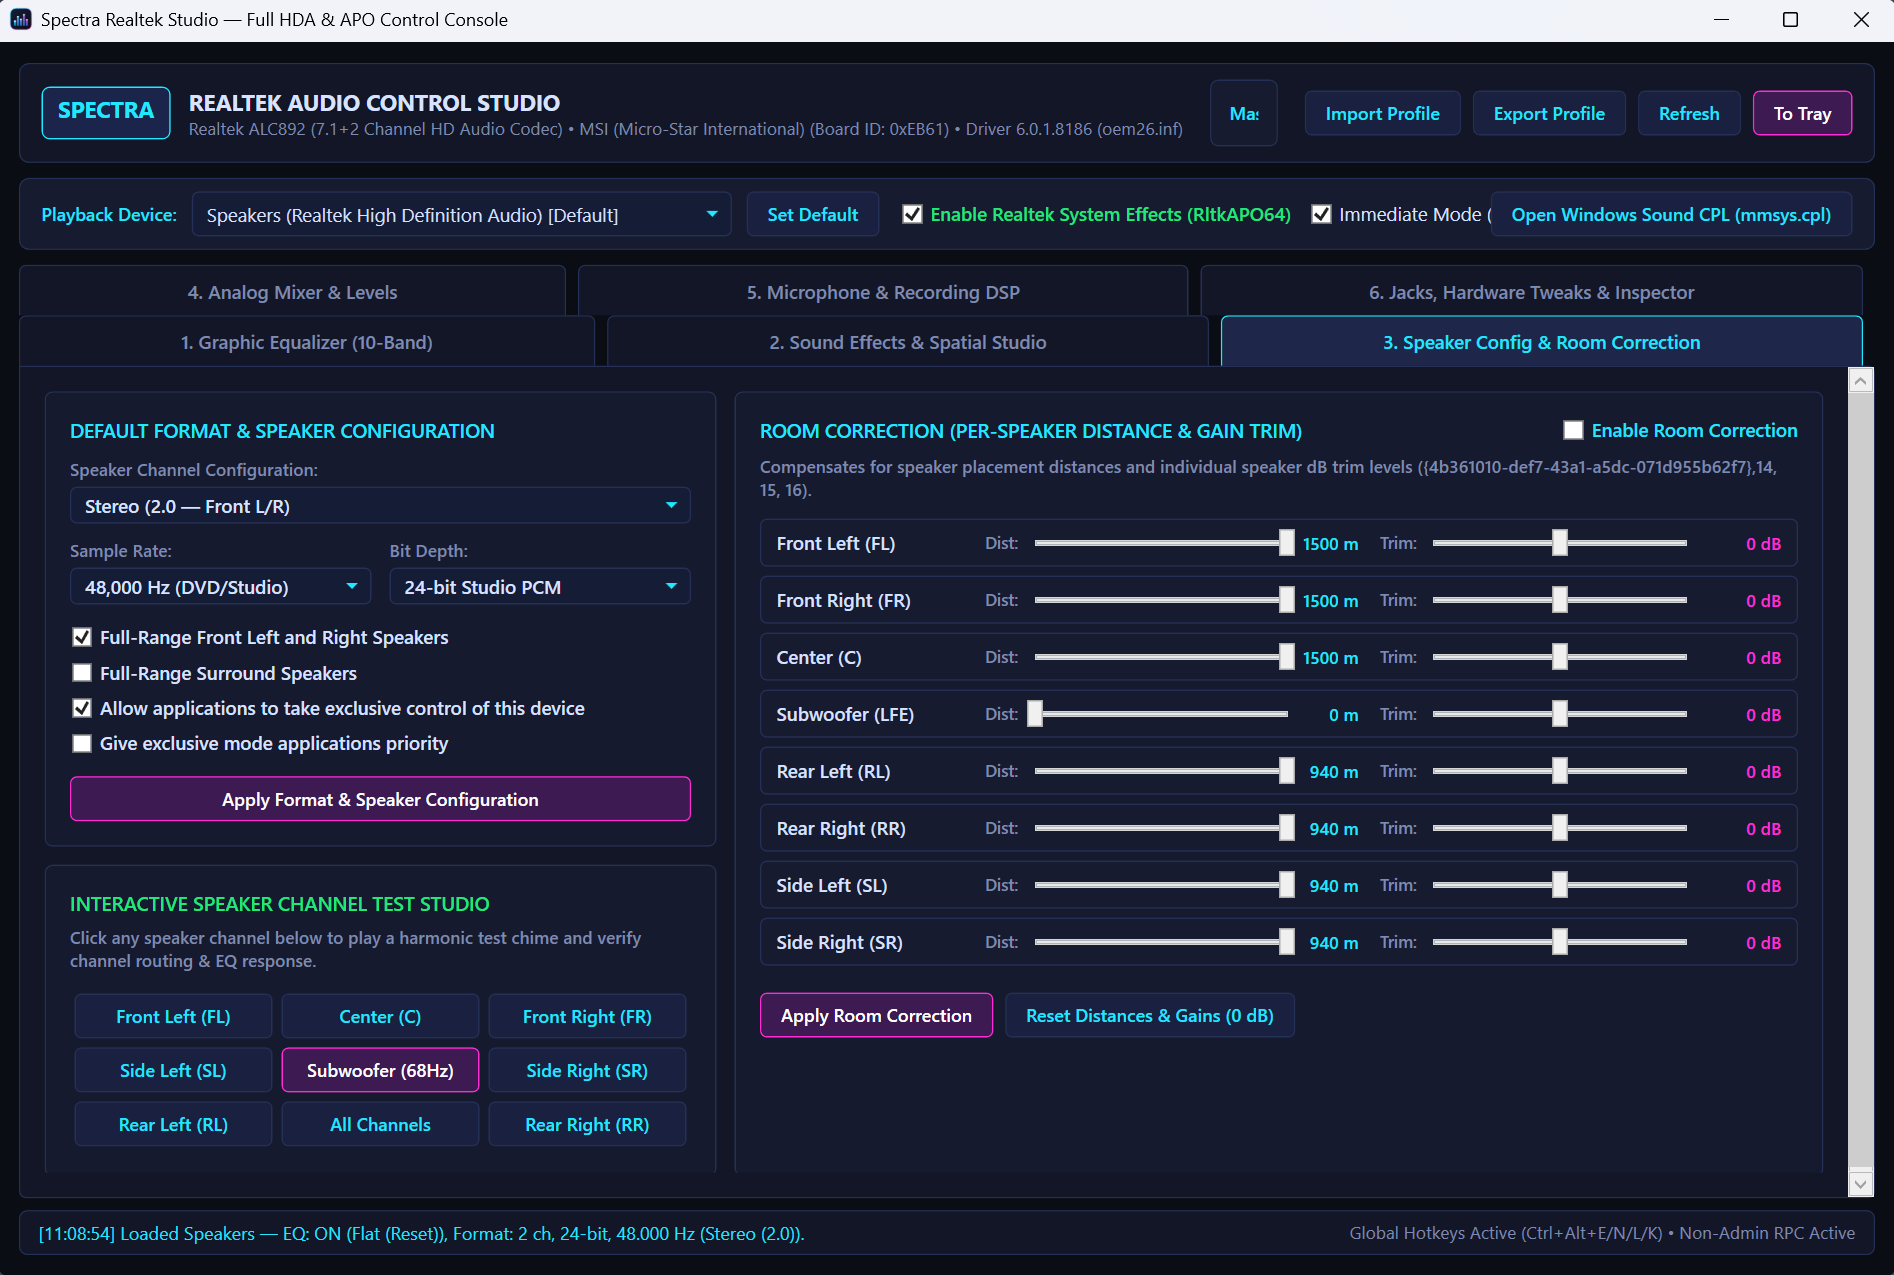 Spectra Realtek Studio — Full HDA & APO Control Console
SPECTRA
REALTEK AUDIO CONTROL STUDIO
Realtek ALC892 (7.1+2 Channel HD Audio Codec) • MSI (Micro-Star International) (Board ID: 0xEB61) • Driver 6.0.1.8186 (oem26.inf)
Mas
Import Profile
Export Profile
Refresh
To Tray
Playback Device:
Speakers (Realtek High Definition Audio) [Default]
Set Default
Enable Realtek System Effects (RltkAPO64)
Immediate Mode (
Open Windows Sound CPL (mmsys.cpl)
4. Analog Mixer & Levels
5. Microphone & Recording DSP
6. Jacks, Hardware Tweaks & Inspector
1. Graphic Equalizer (10-Band)
2. Sound Effects & Spatial Studio
3. Speaker Config & Room Correction
DEFAULT FORMAT & SPEAKER CONFIGURATION
Speaker Channel Configuration:
Stereo (2.0 — Front L/R)
Sample Rate:
Bit Depth:
48,000 Hz (DVD/Studio)
24-bit Studio PCM
Full-Range Front Left and Right Speakers
Full-Range Surround Speakers
Allow applications to take exclusive control of this device
Give exclusive mode applications priority
Apply Format & Speaker Configuration
INTERACTIVE SPEAKER CHANNEL TEST STUDIO
Click any speaker channel below to play a harmonic test chime and verify
channel routing & EQ response.
Front Left (FL)
Center (C)
Front Right (FR)
Side Left (SL)
Subwoofer (68Hz)
Side Right (SR)
Rear Left (RL)
All Channels
Rear Right (RR)
ROOM CORRECTION (PER-SPEAKER DISTANCE & GAIN TRIM)
Enable Room Correction
Compensates for speaker placement distances and individual speaker dB trim levels ({4b361010-def7-43a1-a5dc-071d955b62f7},14,
15, 16).
Front Left (FL) Dist: 1500 m Trim: 0 dB
Front Right (FR) Dist: 1500 m Trim: 0 dB
Center (C) Dist: 1500 m Trim: 0 dB
Subwoofer (LFE) Dist: 0 m Trim: 0 dB
Rear Left (RL) Dist: 940 m Trim: 0 dB
Rear Right (RR) Dist: 940 m Trim: 0 dB
Side Left (SL) Dist: 940 m Trim: 0 dB
Side Right (SR) Dist: 940 m Trim: 0 dB
Apply Room Correction
Reset Distances & Gains (0 dB)
[11:08:54] Loaded Speakers — EQ: ON (Flat (Reset)), Format: 2 ch, 24-bit, 48.000 Hz (Stereo (2.0)).
Global Hotkeys Active (Ctrl+Alt+E/N/L/K) • Non-Admin RPC Active